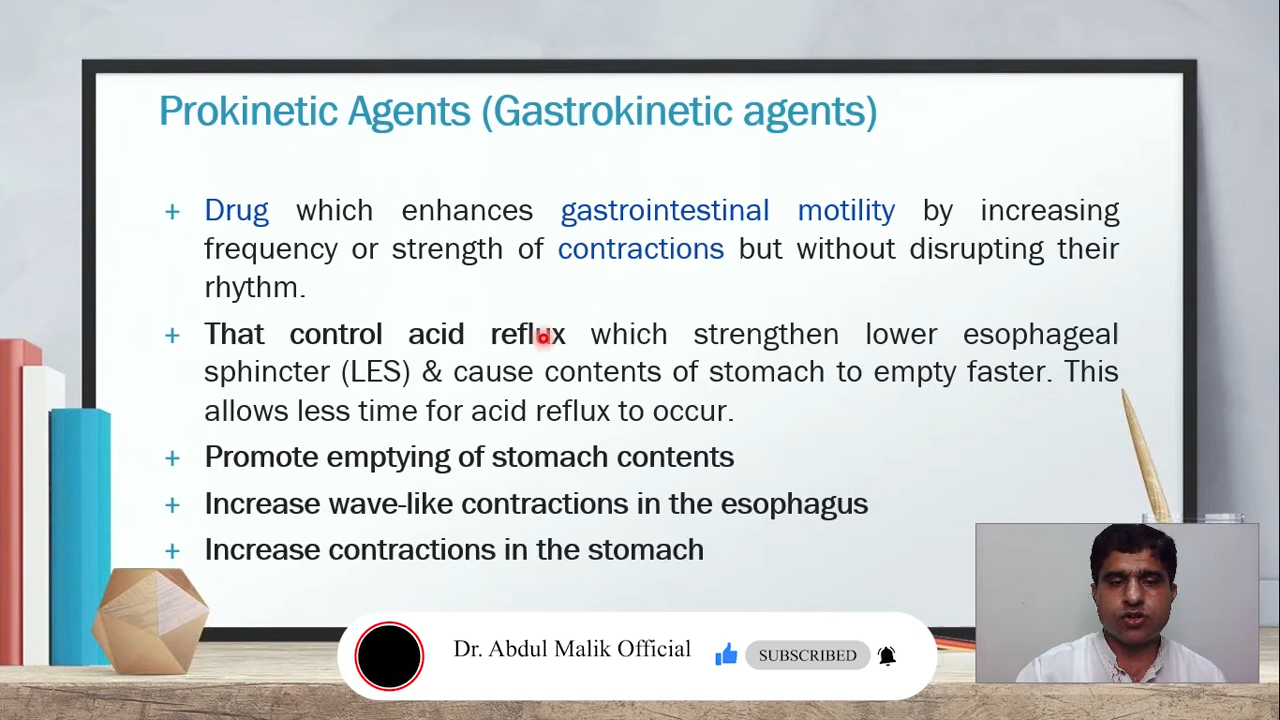 Prokinetic Agents (Gastrokinetic agents)
+ Drug which enhances gastrointestinal motility by increasing
frequency or strength of contractions but without disrupting their
rhythm.
+ That control acid reflux which strengthen lower esophageal
sphincter (LES) & cause contents of stomach to empty faster. This
allows less time for acid reflux to occur.
+ Promote emptying of stomach contents
+ Increase wave-like contractions in the esophagus
+ Increase contractions in the stomach
Dr. Abdul Malik Official
SUBSCRIBED